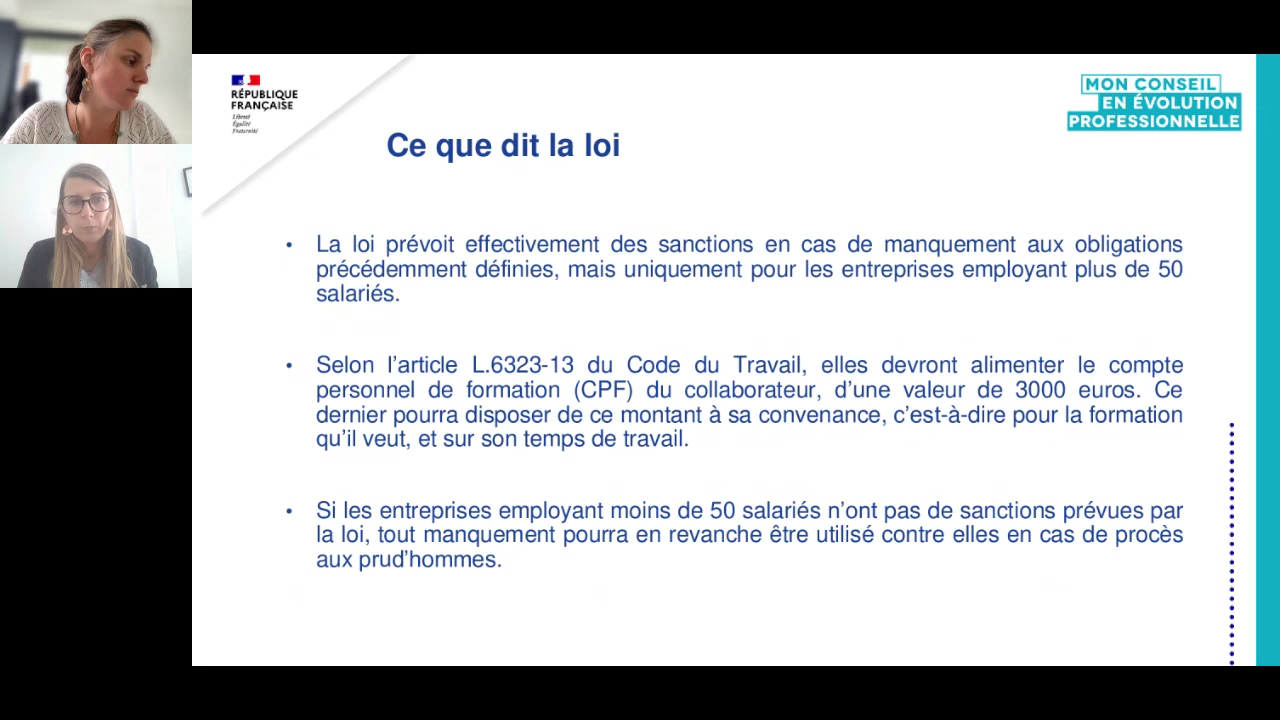 RÉPUBLIQUE
FRANÇAISE
Liberté
Égalité
Fraternité
MON CONSEIL
EN ÉVOLUTION
PROFESSIONNELLE
Ce que dit la loi
• La loi prévoit effectivement des sanctions en cas de manquement aux obligations
précédemment définies, mais uniquement pour les entreprises employant plus de 50
salariés.
• Selon l’article L.6323-13 du Code du Travail, elles devront alimenter le compte
personnel de formation (CPF) du collaborateur, d’une valeur de 3000 euros. Ce
dernier pourra disposer de ce montant à sa convenance, c’est-à-dire pour la formation
qu’il veut, et sur son temps de travail.
• Si les entreprises employant moins de 50 salariés n’ont pas de sanctions prévues par
la loi, tout manquement pourra en revanche être utilisé contre elles en cas de procès
aux prud’hommes.